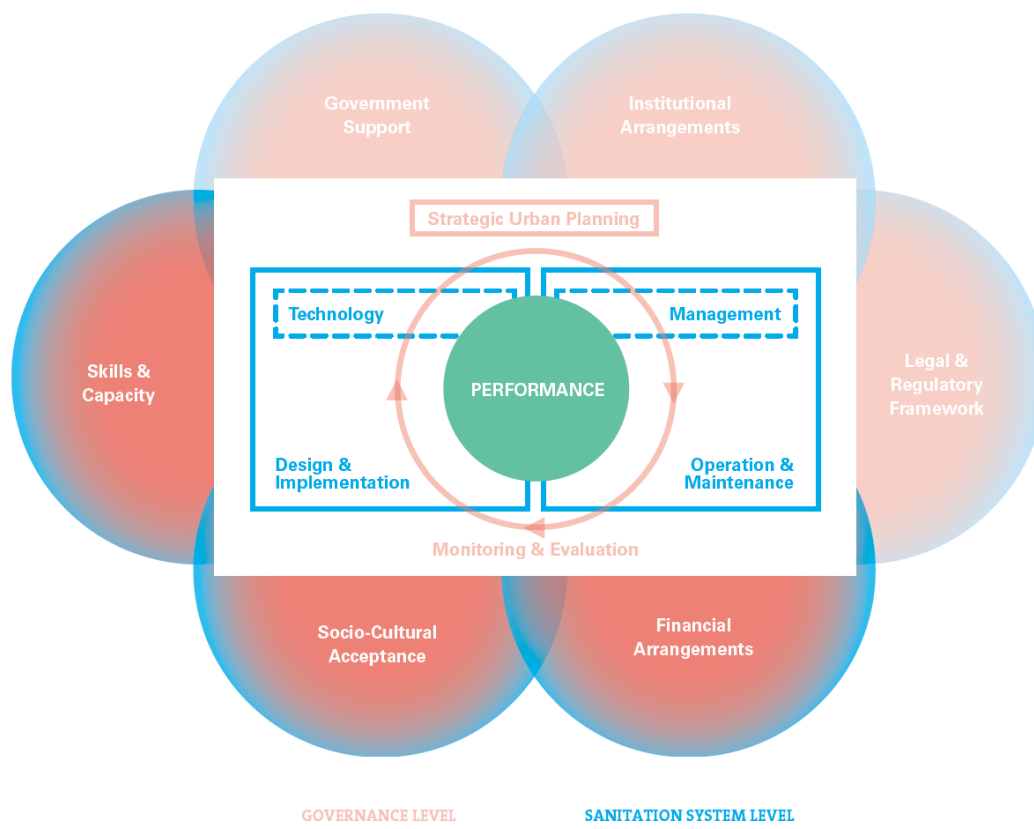 Government
Support
Institutional
Arrangements
Strategic Urban Planning
Technology
Management
Skills &
Capacity
PERFORMANCE
Legal &
Regulatory
Framework
Design &
Implementation
Operation &
Maintenance
Monitoring & Evaluation
Socio-Cultural
Acceptance
Financial
Arrangements
GOVERNANCE LEVEL
SANITATION SYSTEM LEVEL